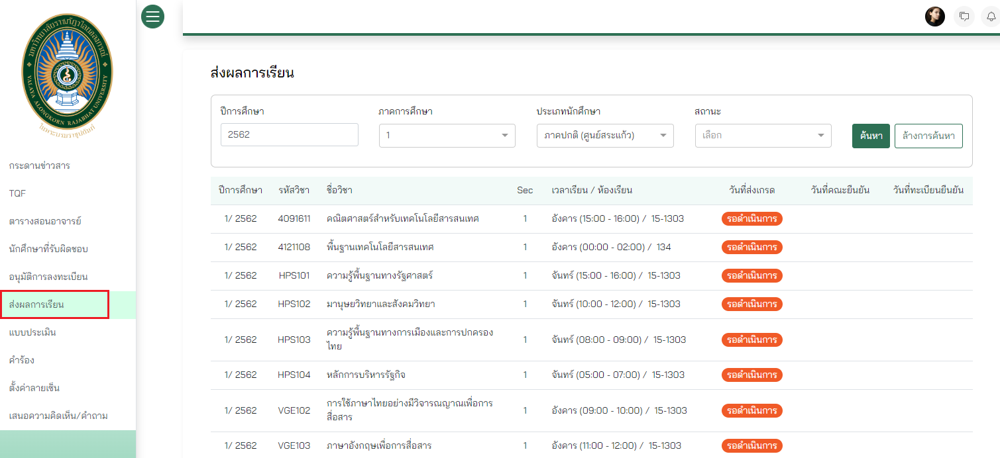 มหาวิทยาลัยราชภัฏวไลยอลงกรณ์
VALAYA ALONGKORN RAJABHAT UNIVERSITY
ในพระบรมราชูปถัมภ์
กระดานข่าวสาร
TQF
ตารางสอนอาจารย์
นักศึกษาที่รับผิดชอบ
อนุมัติการลงทะเบียน
ส่งผลการเรียน
แบบประเมิน
คำร้อง
ตั้งค่าลายเซ็น
เสนอความคิดเห็น/คำถาม
ส่งผลการเรียน
ปีการศึกษา ภาคการศึกษา ประเภทนักศึกษา สถานะ
2562 1 ภาคปกติ (ศูนย์สระแก้ว) เลือก ค้นหา ล้างการค้นหา
ปีการศึกษา รหัสวิชา ชื่อวิชา Sec เวลาเรียน / ห้องเรียน วันที่ส่งเกรด วันที่คณะยืนยัน วันที่ทะเบียนยืนยัน
1/ 2562 4091611 คณิตศาสตร์สำหรับเทคโนโลยีสารสนเทศ 1 อังคาร (15:00 - 16:00) / 15-1303 รอดำเนินการ
1/ 2562 4121108 พื้นฐานเทคโนโลยีสารสนเทศ 1 อังคาร (00:00 - 02:00) / 134 รอดำเนินการ
1/ 2562 HPS101 ความรู้พื้นฐานทางรัฐศาสตร์ 1 จันทร์ (15:00 - 16:00) / 15-1303 รอดำเนินการ
1/ 2562 HPS102 มานุษยวิทยาและสังคมวิทยา 1 จันทร์ (10:00 - 12:00) / 15-1303 รอดำเนินการ
1/ 2562 HPS103 ความรู้พื้นฐานทางการเมืองและการปกครอง 1 จันทร์ (08:00 - 09:00) / 15-1303 รอดำเนินการ
ไทย
1/ 2562 HPS104 หลักการบริหารรัฐกิจ 1 จันทร์ (05:00 - 07:00) / 15-1303 รอดำเนินการ
1/ 2562 VGE102 การใช้ภาษาไทยอย่างมีวิจารณญาณเพื่อการ 1 อังคาร (09:00 - 10:00) / 15-1303 รอดำเนินการ
สื่อสาร
1/ 2562 VGE103 ภาษาอังกฤษเพื่อการสื่อสาร 1 อังคาร (11:00 - 12:00) / 15-1303 รอดำเนินการ